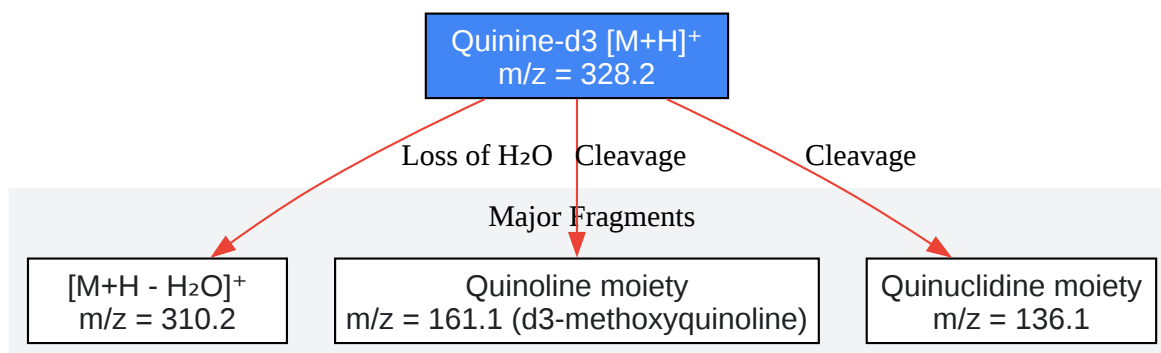 Quinine-d3 [M+H]⁺
m/z = 328.2
Loss of H₂O
Cleavage
Cleavage
Major Fragments
[M+H - H₂O]⁺
m/z = 310.2
Quinoline moiety
m/z = 161.1 (d3-methoxyquinoline)
Quinuclidine moiety
m/z = 136.1